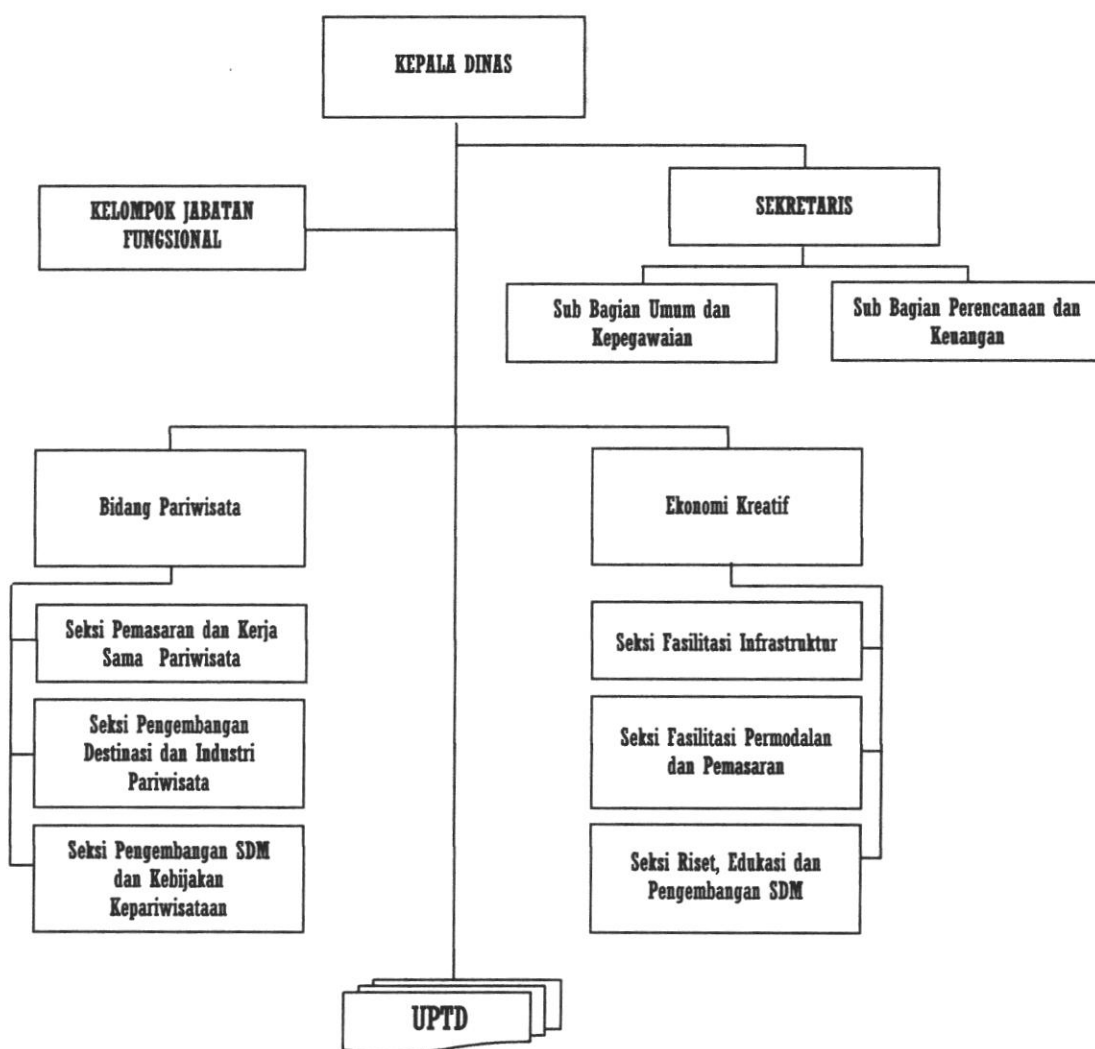 KEPALA DINAS
KELOMPOK JABATAN
FUNGSIONAL
SEKRETARIS
Sub Bagian Umum dan
Kepegawaian
Sub Bagian Perencanaan dan
Keuangan
Bidang Pariwisata
Ekonomi Kreatif
Seksi Pemasaran dan Kerja
Sama Pariwisata
Seksi Pengembangan
Destinasi dan Industri
Pariwisata
Seksi Pengembangan SDM
dan Kebijakan
Kepariwisataan
Seksi Fasilitasi Infrastruktur
Seksi Fasilitasi Permodalan
dan Pemasaran
Seksi Riset, Edukasi dan
Pengembangan SDM
UPTD